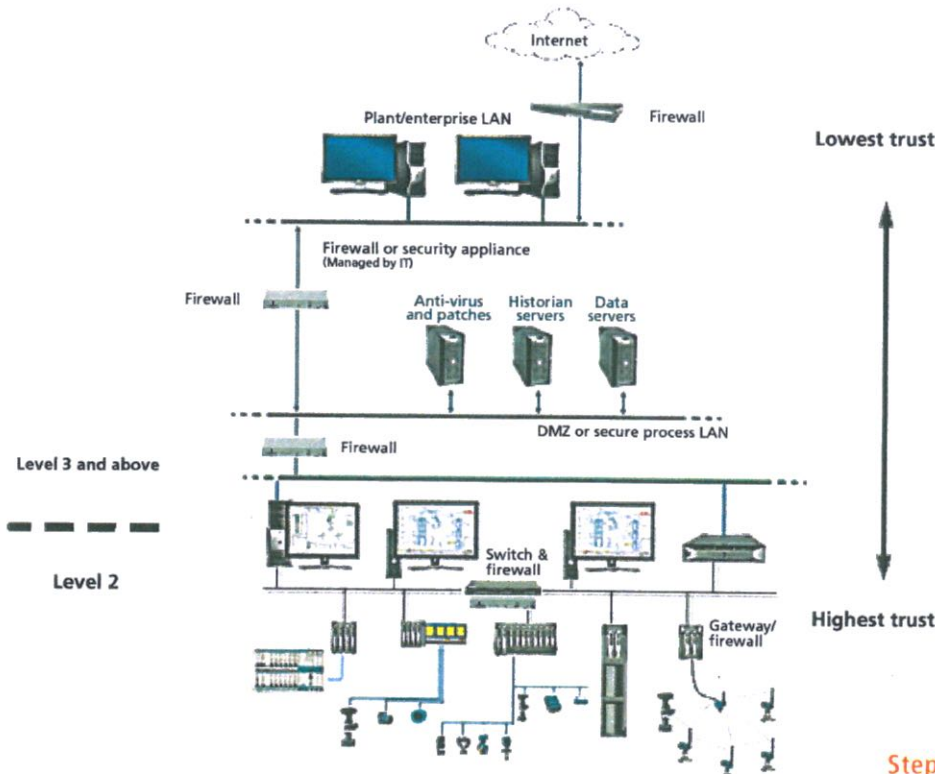 Internet
Plant/enterprise LAN
Firewall
Lowest trust
Firewall or security appliance
(Managed by IT)
Firewall
Anti-virus
and patches
Historian
servers
Data
servers
DMZ or secure process LAN
Firewall
Level 3 and above
Switch &
firewall
Level 2
Gateway/
firewall
Highest trust
Step